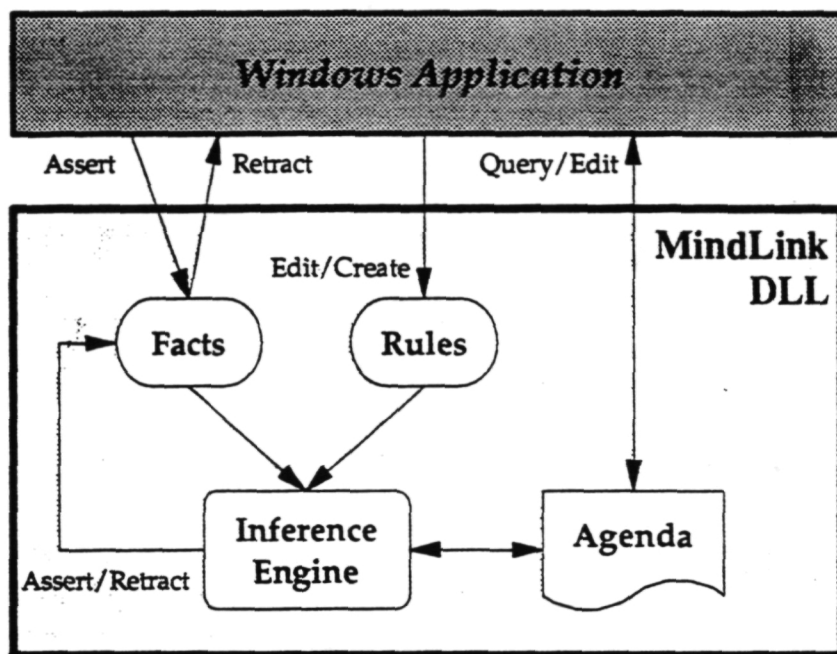 Windows Application
Assert
Retract
Query/Edit
MindLink
DLL
Edit/Create
Facts
Rules
Inference
Engine
Agenda
Assert/Retract